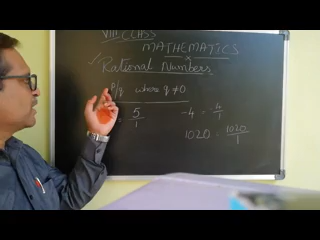 VIII CLASS
MATHEMATICS
Rational Numbers
P/q where q ≠ 0
5/1 -4 = -4/1
1020 = 1020/1